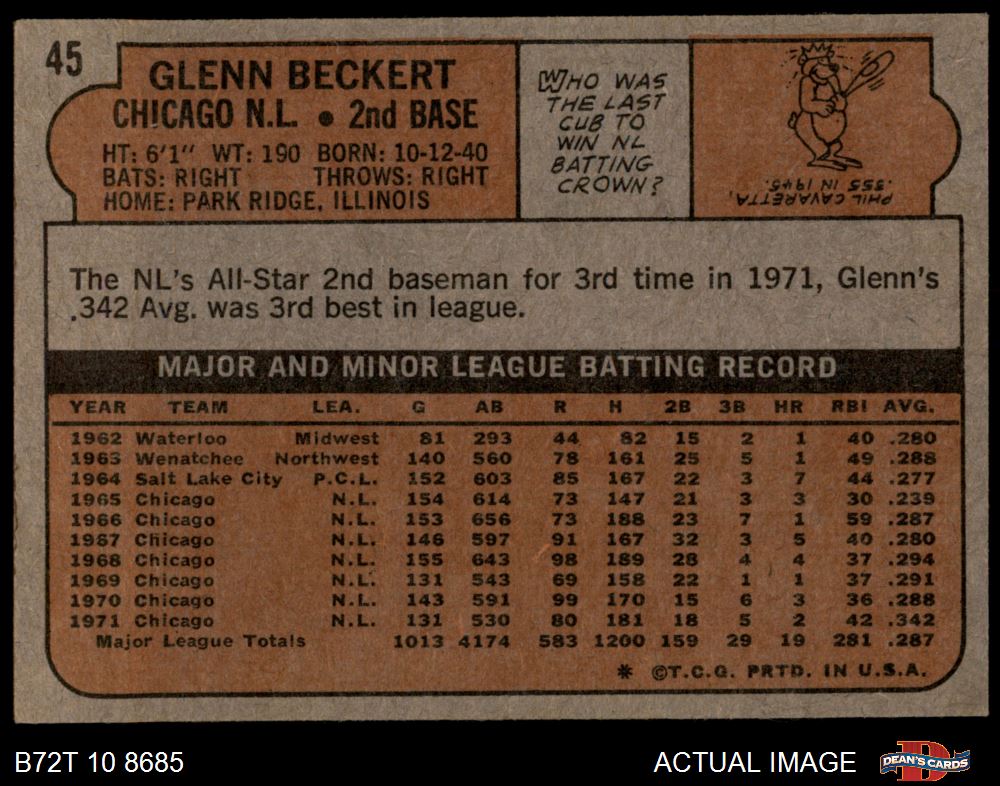 45
GLENN BECKERT
CHICAGO N.L. • 2nd BASE
HT: 6'1" WT: 190 BORN: 10-12-40
BATS: RIGHT THROWS: RIGHT
HOME: PARK RIDGE, ILLINOIS
WHO WAS
THE LAST
CUB TO
WIN NL
BATTING
CROWN?
PHIL CAVARETTA,
.355 IN 1945.
The NL's All-Star 2nd baseman for 3rd time in 1971, Glenn's
.342 Avg. was 3rd best in league.
MAJOR AND MINOR LEAGUE BATTING RECORD
YEAR TEAM LEA. G AB R H 2B 3B HR RBI AVG.
1962 Waterloo Midwest 81 293 44 82 15 2 1 40 .280
1963 Wenatchee Northwest 140 560 78 161 25 5 1 49 .288
1964 Salt Lake City P.C.L. 152 603 85 167 22 3 7 44 .277
1965 Chicago N.L. 154 614 73 147 21 3 3 30 .239
1966 Chicago N.L. 153 656 73 188 23 7 1 59 .287
1967 Chicago N.L. 146 597 91 167 32 3 5 40 .280
1968 Chicago N.L. 155 643 98 189 28 4 4 37 .294
1969 Chicago N.L. 131 543 69 158 22 1 1 37 .291
1970 Chicago N.L. 143 591 99 170 15 6 3 36 .288
1971 Chicago N.L. 131 530 80 181 18 5 2 42 .342
Major League Totals 1013 4174 583 1200 159 29 19 281 .287
* ©T.C.G. PRTD. IN U.S.A.
B72T 10 8685
ACTUAL IMAGE
D
DEAN'S CARDS